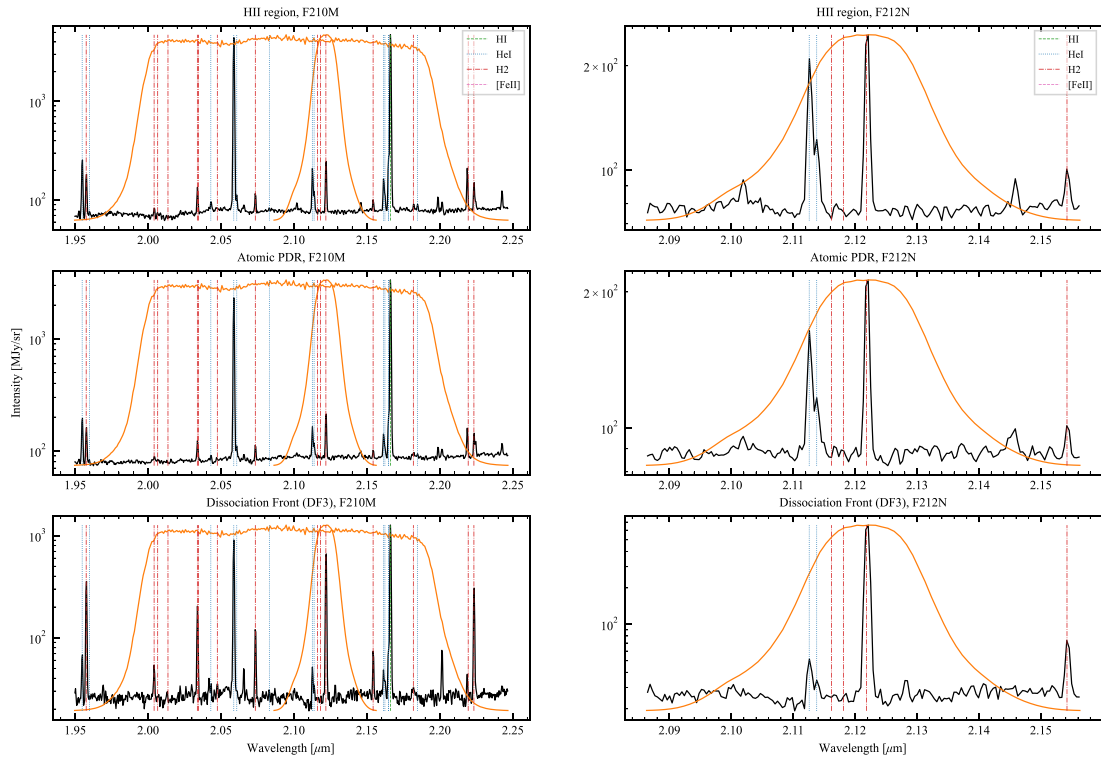 HII region, F210M
10³
10²
HI
HeI
H2
[FeII]
1.95 2.00 2.05 2.10 2.15 2.20 2.25
HII region, F212N
2 × 10²
10²
HI
HeI
H2
[FeII]
2.09 2.10 2.11 2.12 2.13 2.14 2.15
Atomic PDR, F210M
Intensity [MJy/sr]
10³
10²
1.95 2.00 2.05 2.10 2.15 2.20 2.25
Atomic PDR, F212N
2 × 10²
10²
2.09 2.10 2.11 2.12 2.13 2.14 2.15
Dissociation Front (DF3), F210M
10³
10²
1.95 2.00 2.05 2.10 2.15 2.20 2.25
Wavelength [μm]
Dissociation Front (DF3), F212N
10²
2.09 2.10 2.11 2.12 2.13 2.14 2.15
Wavelength [μm]